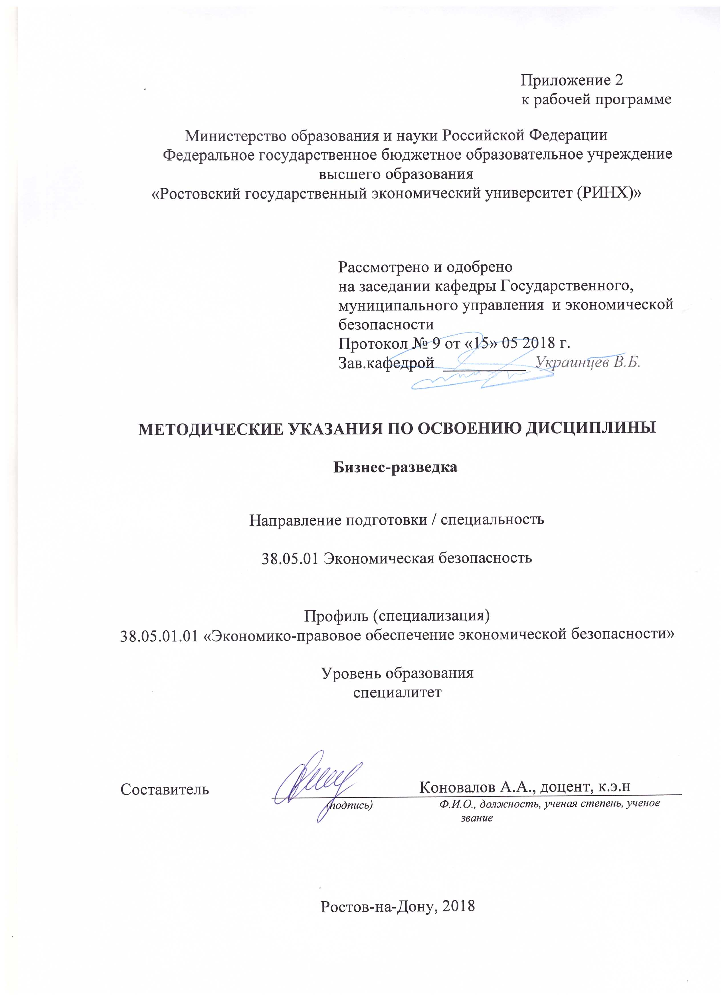 Приложение 2
к рабочей программе
Министерство образования и науки Российской Федерации
Федеральное государственное бюджетное образовательное учреждение
высшего образования
«Ростовский государственный экономический университет (РИНХ)»
Рассмотрено и одобрено
на заседании кафедры Государственного,
муниципального управления и экономической
безопасности
Протокол № 9 от «15» 05 2018 г.
Зав.кафедрой __________ Украинцев В.Б.
МЕТОДИЧЕСКИЕ УКАЗАНИЯ ПО ОСВОЕНИЮ ДИСЦИПЛИНЫ
Бизнес-разведка
Направление подготовки / специальность
38.05.01 Экономическая безопасность
Профиль (специализация)
38.05.01.01 «Экономико-правовое обеспечение экономической безопасности»
Уровень образования
специалитет
Составитель Коновалов А.А., доцент, к.э.н
(подпись) Ф.И.О., должность, ученая степень, ученое
звание
Ростов-на-Дону, 2018